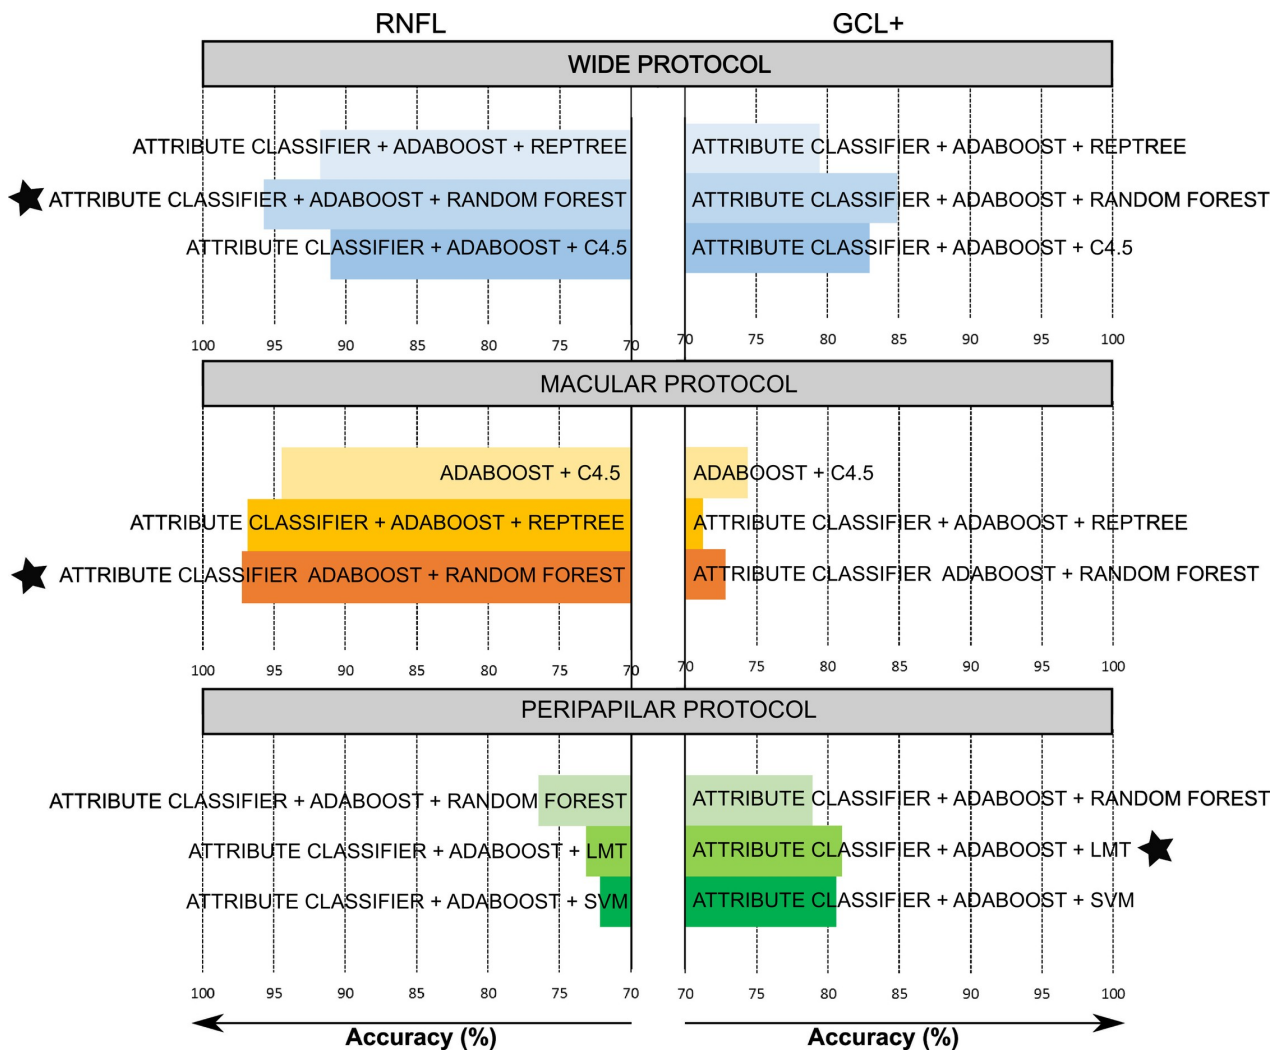 RNFL GCL+
WIDE PROTOCOL
ATTRIBUTE CLASSIFIER + ADABOOST + REPTREE ATTRIBUTE CLASSIFIER + ADABOOST + REPTREE
ATTRIBUTE CLASSIFIER + ADABOOST + RANDOM FOREST ATTRIBUTE CLASSIFIER + ADABOOST + RANDOM FOREST
ATTRIBUTE CLASSIFIER + ADABOOST + C4.5 ATTRIBUTE CLASSIFIER + ADABOOST + C4.5
100 95 90 85 80 75 70 70 75 80 85 90 95 100
MACULAR PROTOCOL
ADABOOST + C4.5 ADABOOST + C4.5
ATTRIBUTE CLASSIFIER + ADABOOST + REPTREE ATTRIBUTE CLASSIFIER + ADABOOST + REPTREE
ATTRIBUTE CLASSIFIER ADABOOST + RANDOM FOREST ATTRIBUTE CLASSIFIER ADABOOST + RANDOM FOREST
100 95 90 85 80 75 70 70 75 80 85 90 95 100
PERIPAPILAR PROTOCOL
ATTRIBUTE CLASSIFIER + ADABOOST + RANDOM FOREST ATTRIBUTE CLASSIFIER + ADABOOST + RANDOM FOREST
ATTRIBUTE CLASSIFIER + ADABOOST + LMT ATTRIBUTE CLASSIFIER + ADABOOST + LMT
ATTRIBUTE CLASSIFIER + ADABOOST + SVM ATTRIBUTE CLASSIFIER + ADABOOST + SVM
100 95 90 85 80 75 70 70 75 80 85 90 95 100
Accuracy (%) Accuracy (%)